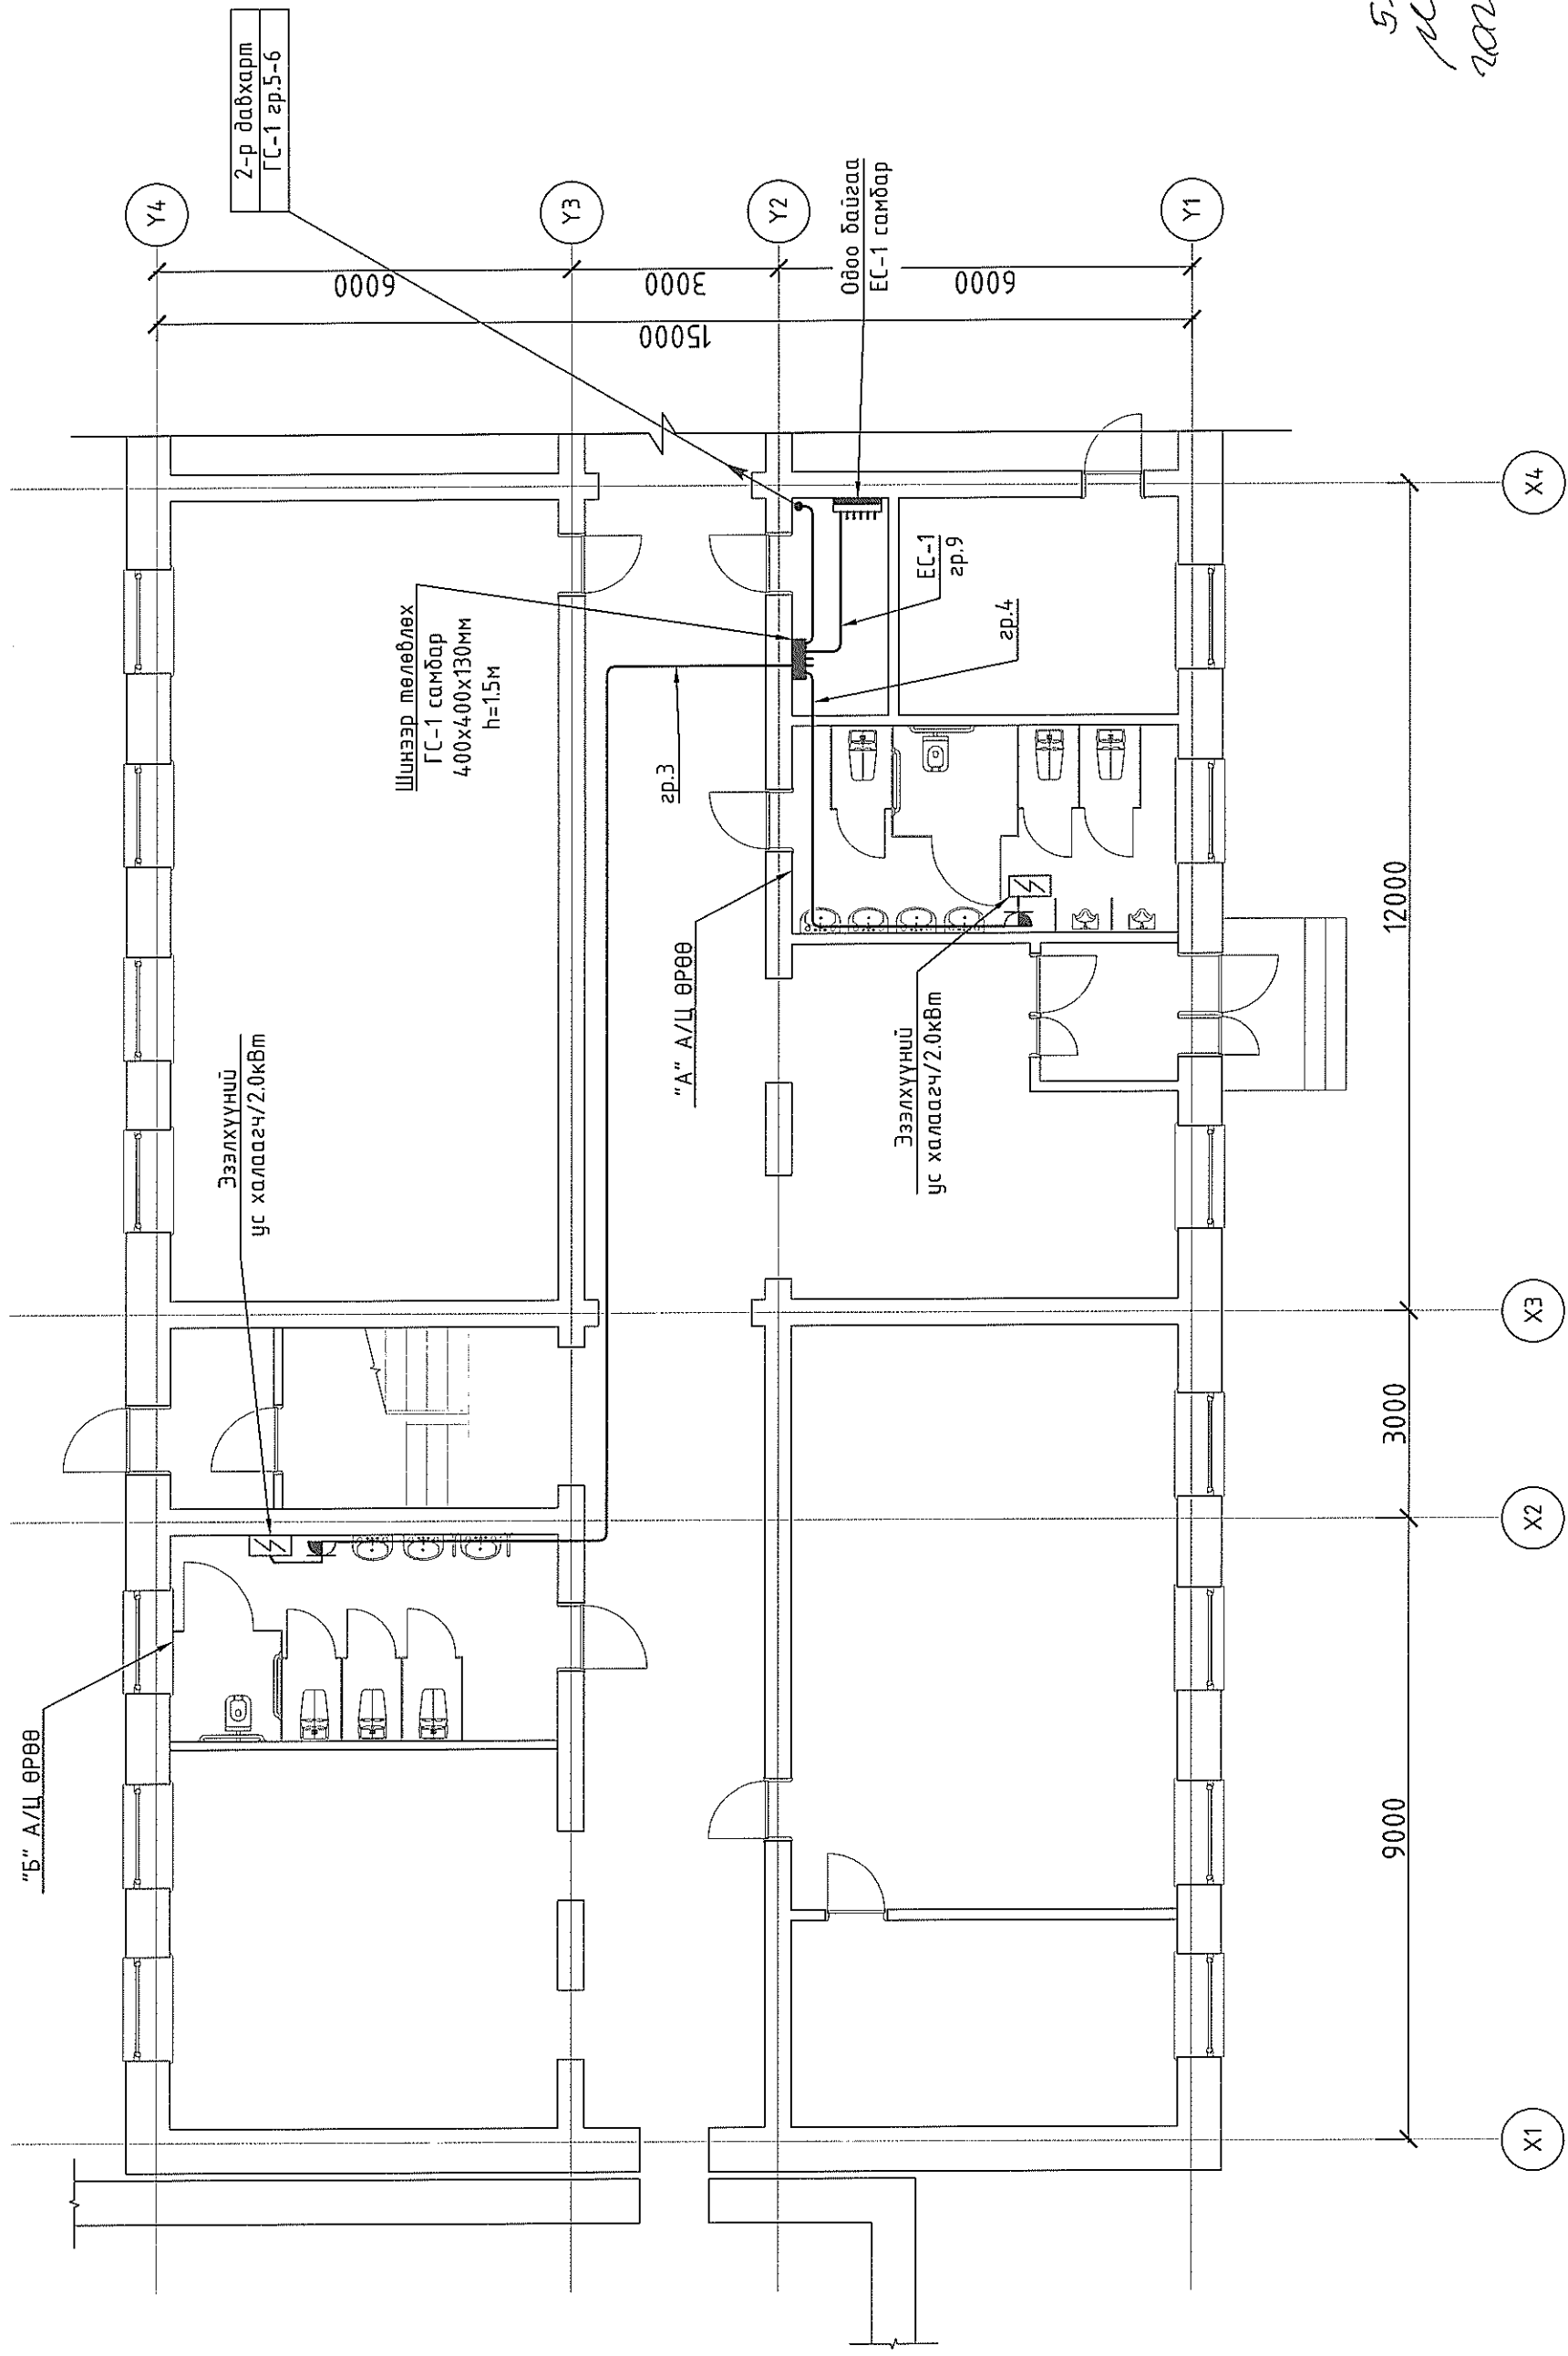 "Б" А/Ц ӨРӨӨ
Эзэлхүүний
ус халаагч/2.0кВт
Шинээр төлөвлөх
ГС-1 самбар
400х400х130мм
h=1.5м
2-р давхарт
ГС-1 гр.5-6
гр.3
"А" А/Ц ӨРӨӨ
Эзэлхүүний
ус халаагч/2.0кВт
ЕС-1
гр.9
гр.4
Одоо байгаа
ЕС-1 самбар
6000
3000
6000
15000
Y4
Y3
Y2
Y1
9000
3000
12000
X1
X2
X3
X4